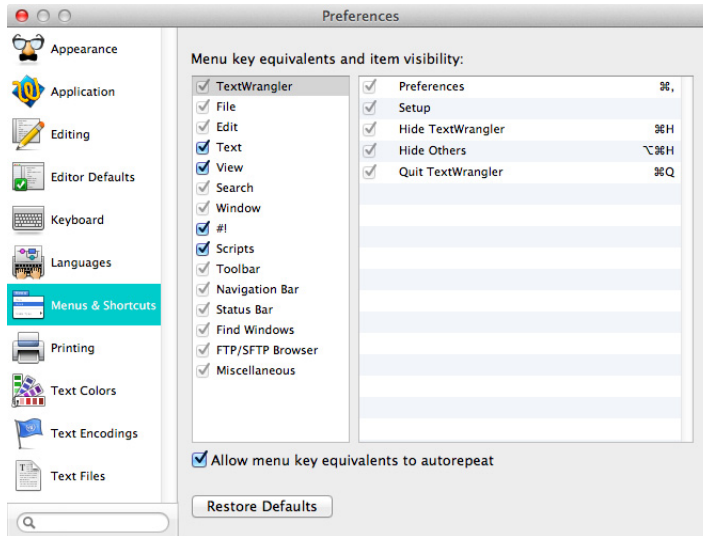 Preferences
Appearance
Application
Editing
Editor Defaults
Keyboard
Languages
Menus & Shortcuts
Printing
Text Colors
Text Encodings
Text Files
Menu key equivalents and item visibility:
TextWrangler
File
Edit
Text
View
Search
Window
#!
Scripts
Toolbar
Navigation Bar
Status Bar
Find Windows
FTP/SFTP Browser
Miscellaneous
Preferences ⌘,
Setup
Hide TextWrangler ⌘H
Hide Others ⌥⌘H
Quit TextWrangler ⌘Q
Allow menu key equivalents to autorepeat
Restore Defaults